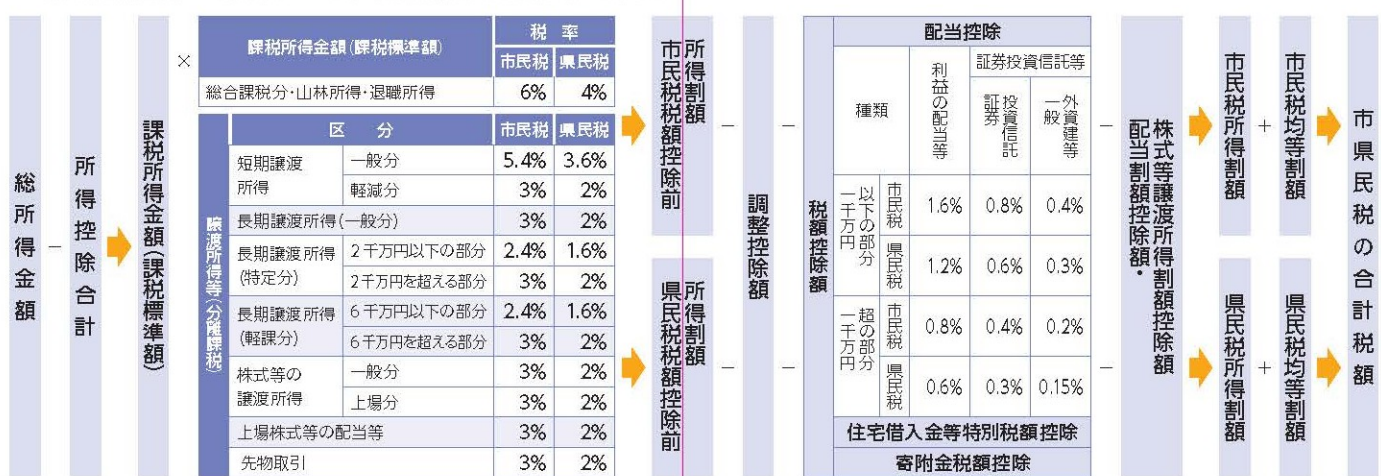 総所得金額
－
所得控除合計
課税所得金額(課税標準額)
×
課税所得金額(課税標準額)
税 率
市民税 県民税
総合課税分・山林所得・退職所得 6% 4%
譲渡所得等(分離課税)
区 分 市民税 県民税
短期譲渡所得 一般分 5.4% 3.6%
軽減分 3% 2%
長期譲渡所得(一般分) 3% 2%
長期譲渡所得(特定分) 2千万円以下の部分 2.4% 1.6%
2千万円を超える部分 3% 2%
長期譲渡所得(軽課分) 6千万円以下の部分 2.4% 1.6%
6千万円を超える部分 3% 2%
株式等の譲渡所得 一般分 3% 2%
上場分 3% 2%
上場株式等の配当等 3% 2%
先物取引 3% 2%
所得割額
市民税税額控除前
所得割額
県民税税額控除前
－
－
調整控除額
－
－
税額控除額
配当控除
種類
利益の配当等
証券投資信託等
証券投資信託
一般外貨建等
一千万円以下の部分
市民税 1.6% 0.8% 0.4%
県民税 1.2% 0.6% 0.3%
一千万円超の部分
市民税 0.8% 0.4% 0.2%
県民税 0.6% 0.3% 0.15%
住宅借入金等特別税額控除
寄附金税額控除
－
－
株式等譲渡所得割額控除額
配当割額控除額・
市民税所得割額
+
市民税均等割額
県民税所得割額
+
県民税均等割額
市県民税の合計税額